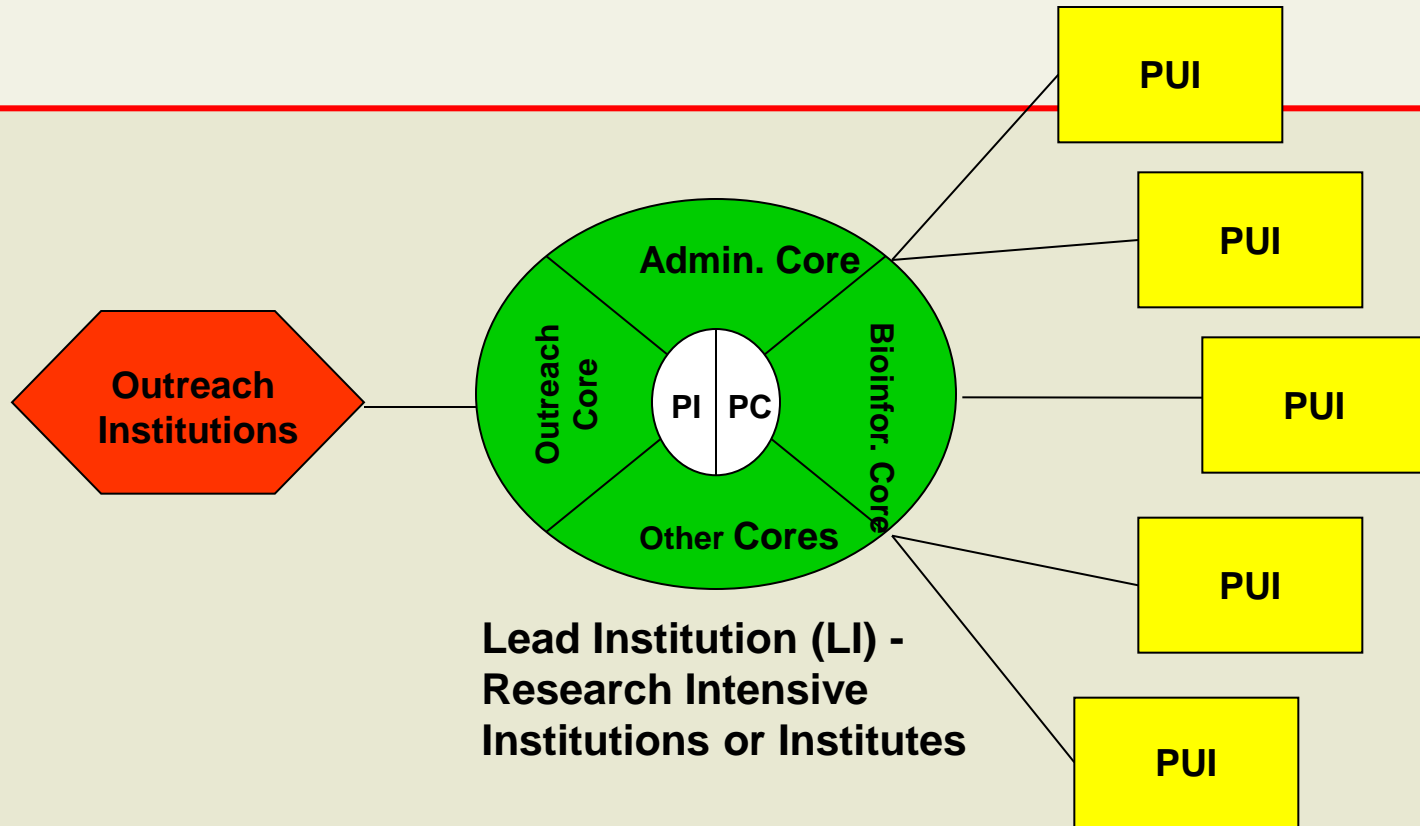 PUI
PUI
Admin. Core
Outreach
Core
Bioinfor. Core
Outreach
Institutions
PI
PC
PUI
Other Cores
PUI
Lead Institution (LI) -
Research Intensive
Institutions or Institutes
PUI